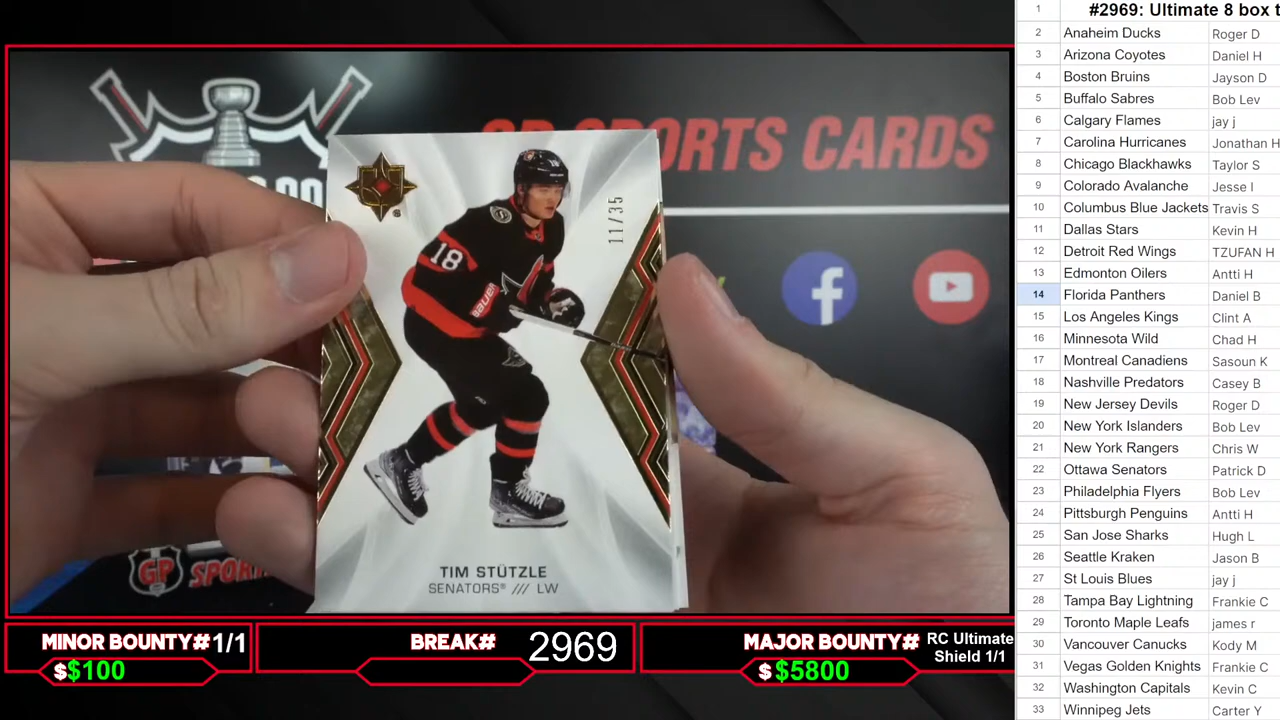 1 #2969: Ultimate 8 box t
2 Anaheim Ducks Roger D
3 Arizona Coyotes Daniel H
4 Boston Bruins Jayson D
5 Buffalo Sabres Bob Lev
6 Calgary Flames jay j
7 Carolina Hurricanes Jonathan H
8 Chicago Blackhawks Taylor S
9 Colorado Avalanche Jesse I
10 Columbus Blue Jackets Travis S
11 Dallas Stars Kevin H
12 Detroit Red Wings TZUFAN H
13 Edmonton Oilers Antti H
14 Florida Panthers Daniel B
15 Los Angeles Kings Clint A
16 Minnesota Wild Chad H
17 Montreal Canadiens Sasoun K
18 Nashville Predators Casey B
19 New Jersey Devils Roger D
20 New York Islanders Bob Lev
21 New York Rangers Chris W
22 Ottawa Senators Patrick D
23 Philadelphia Flyers Bob Lev
24 Pittsburgh Penguins Antti H
25 San Jose Sharks Hugh L
26 Seattle Kraken Jason B
27 St Louis Blues jay j
28 Tampa Bay Lightning Frankie C
29 Toronto Maple Leafs james r
30 Vancouver Canucks Kody M
31 Vegas Golden Knights Frankie C
32 Washington Capitals Kevin C
33 Winnipeg Jets Carter Y
SPORTS CARDS
11/35
18
18
BAUER
TIM STÜTZLE
SENATORS® /// LW
GP SPOR
MINOR BOUNTY# 1/1
$$100
BREAK# 2969
MAJOR BOUNTY# RC Ultimate
Shield 1/1
$ $5800